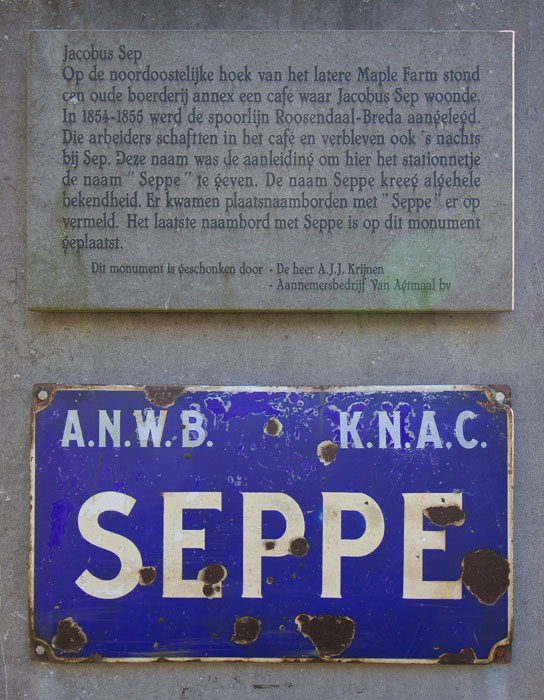 Jacobus Sep
Op de noordoostelijke hoek van het latere Maple Farm stond
een oude boerderij annex een café waar Jacobus Sep woonde.
In 1854-1855 werd de spoorlijn Roosendaal-Breda aangelegd.
Die arbeiders schaftten in het café en verbleven ook 's nachts
bij Sep. Deze naam was de aanleiding om hier het stationnetje
de naam "Seppe" te geven. De naam Seppe kreeg algehele
bekendheid. Er kwamen plaatsnaamborden met "Seppe" er op
vermeld. Het laatste naambord met Seppe is op dit monument
geplaatst.
Dit monument is geschonken door - De heer A.J.J. Krijnen
- Aannemersbedrijf Van Agtmaal bv
A.N.W.B. K.N.A.C.
SEPPE